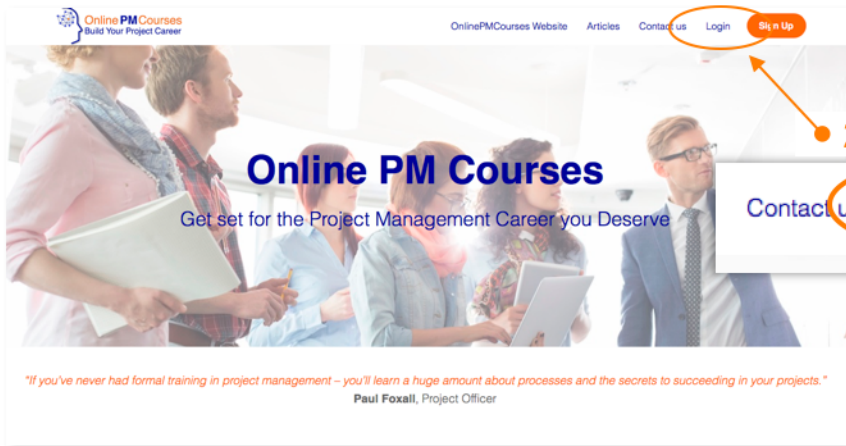 Online PM Courses
Build Your Project Career
OnlinePMCourses Website Articles Contact us Login Sign Up
Online PM Courses
Get set for the Project Management Career you Deserve
Contact
"If you've never had formal training in project management – you'll learn a huge amount about processes and the secrets to succeeding in your projects."
Paul Foxall, Project Officer